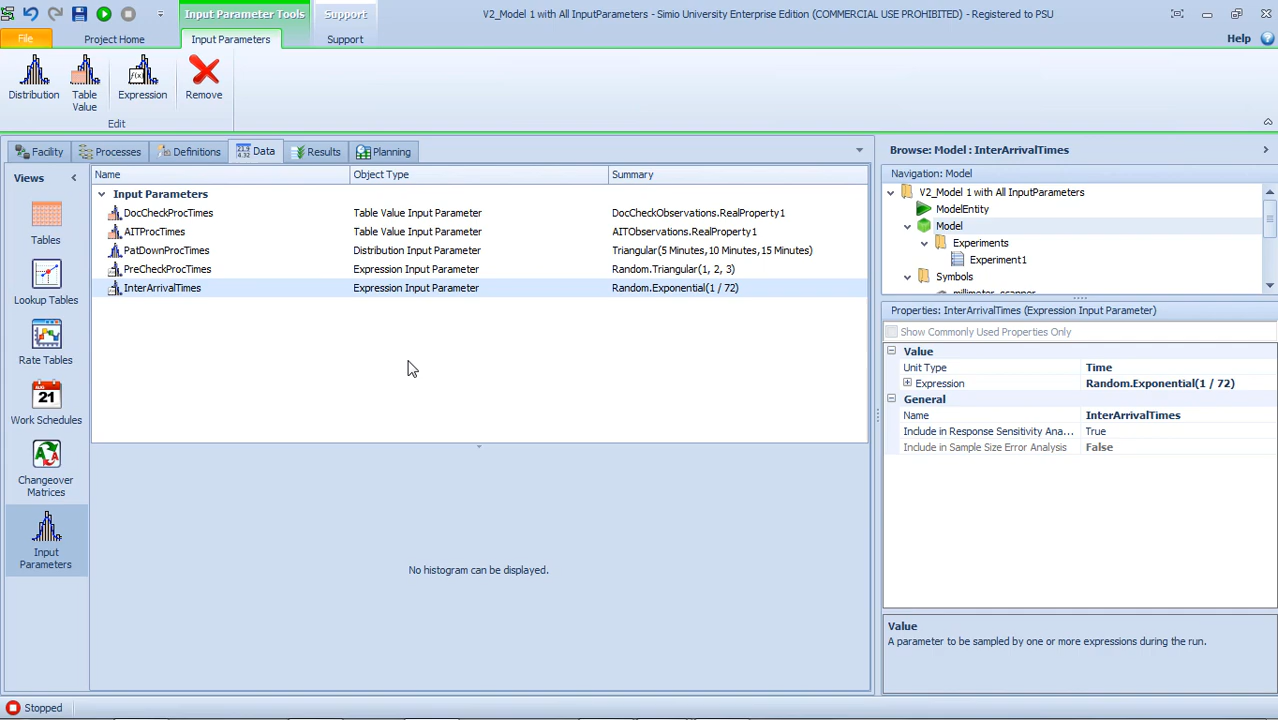 Input Parameter Tools
Support
V2_Model 1 with All InputParameters - Simio University Enterprise Edition (COMMERCIAL USE PROHIBITED) - Registered to PSU
File
Project Home
Input Parameters
Support
Help
Distribution
Table
Value
Expression
Remove
Edit
Facility
Processes
Definitions
Data
Results
Planning
Views
Tables
Lookup Tables
Rate Tables
AUG
21
Work Schedules
Changeover
Matrices
Input
Parameters
Name Object Type Summary
Input Parameters
DocCheckProcTimes Table Value Input Parameter DocCheckObservations.RealProperty1
AITProcTimes Table Value Input Parameter AITObservations.RealProperty1
PatDownProcTimes Distribution Input Parameter Triangular(5 Minutes,10 Minutes,15 Minutes)
PreCheckProcTimes Expression Input Parameter Random.Triangular(1, 2, 3)
InterArrivalTimes Expression Input Parameter Random.Exponential(1 / 72)
No histogram can be displayed.
Browse: Model : InterArrivalTimes
Navigation: Model
V2_Model 1 with All InputParameters
ModelEntity
Model
Experiments
Experiment1
Symbols
millimeter_scanner
Properties: InterArrivalTimes (Expression Input Parameter)
Show Commonly Used Properties Only
Value
Unit Type Time
Expression Random.Exponential(1 / 72)
General
Name InterArrivalTimes
Include in Response Sensitivity Ana... True
Include in Sample Size Error Analysis False
Value
A parameter to be sampled by one or more expressions during the run.
Stopped